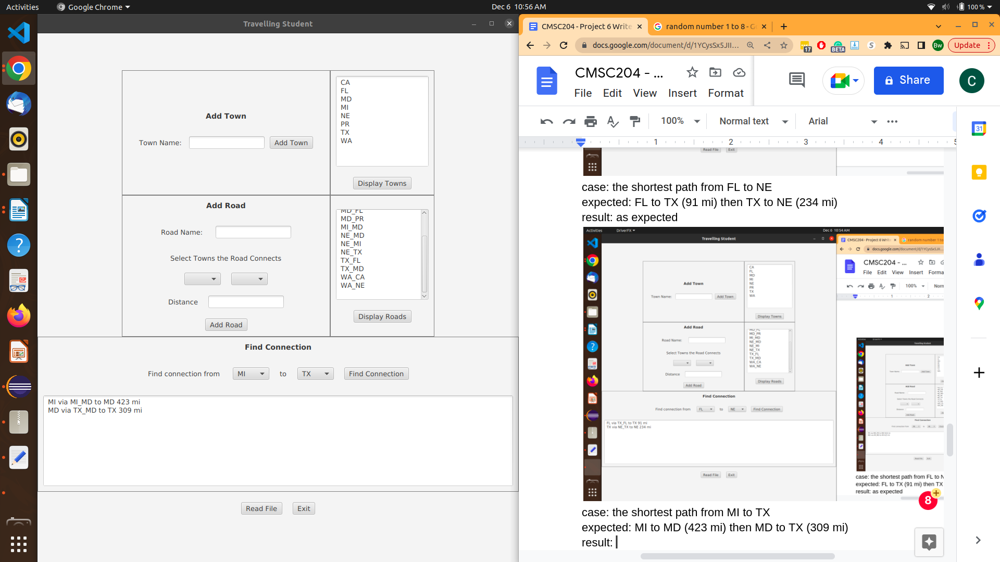 Activities
Google Chrome
Dec 6 10:56 AM
100 %
Travelling Student
Add Town
Town Name:
Add Town
CA
FL
MD
MI
NE
PR
TX
WA
Display Towns
Add Road
Road Name:
Select Towns the Road Connects
Distance
Add Road
MD_FL
MD_PR
MI_MD
NE_MD
NE_MI
NE_TX
TX_FL
TX_MD
WA_CA
WA_NE
Display Roads
Find Connection
Find connection from
MI
to
TX
Find Connection
MI via MI_MD to MD 423 mi
MD via TX_MD to TX 309 mi
Read File
Exit
CMSC204 - Project 6 Write
random number 1 to 8 - G
docs.google.com/document/d/1YCysSx5JII...
17
BETA
Bw
Update
CMSC204 - ...
File Edit View Insert Format
Share
C
100%
Normal text
Arial
1 2 3 4 5
31
Read File
Exit
case: the shortest path from FL to NE
expected: FL to TX (91 mi) then TX to NE (234 mi)
result: as expected
Activities
DriverFX
Dec 6 10:54 AM
Travelling Student
CMSC204 - Project 6 Write
random number 1 to
docs.google.com/document/d/1YCysSx5JII...
CMSC204 - ...
File Edit View Insert Forma
100%
Norm
1 2
Add Town
Town Name:
Add Town
CA
FL
MD
MI
NE
PR
TX
WA
Display Towns
Add Road
Road Name:
Select Towns the Road Connects
Distance
Add Road
MD_FL
MD_PR
MI_MD
NE_MD
NE_MI
NE_TX
TX_FL
TX_MD
WA_CA
WA_NE
Display Roads
Find Connection
Find connection from
FL
to
NE
Find Connection
FL via TX_FL to TX 91 mi
TX via NE_TX to NE 234 mi
Read File
Exit
case: the shortest path from FL to N
expected: FL to TX (91 mi) then TX
result: as expected
8
case: the shortest path from MI to TX
expected: MI to MD (423 mi) then MD to TX (309 mi)
result: